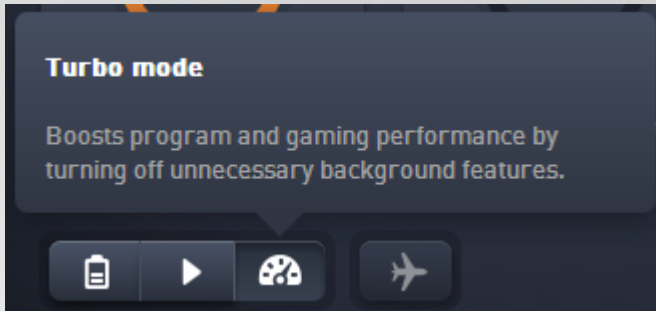 Turbo mode
Boosts program and gaming performance by
turning off unnecessary background features.